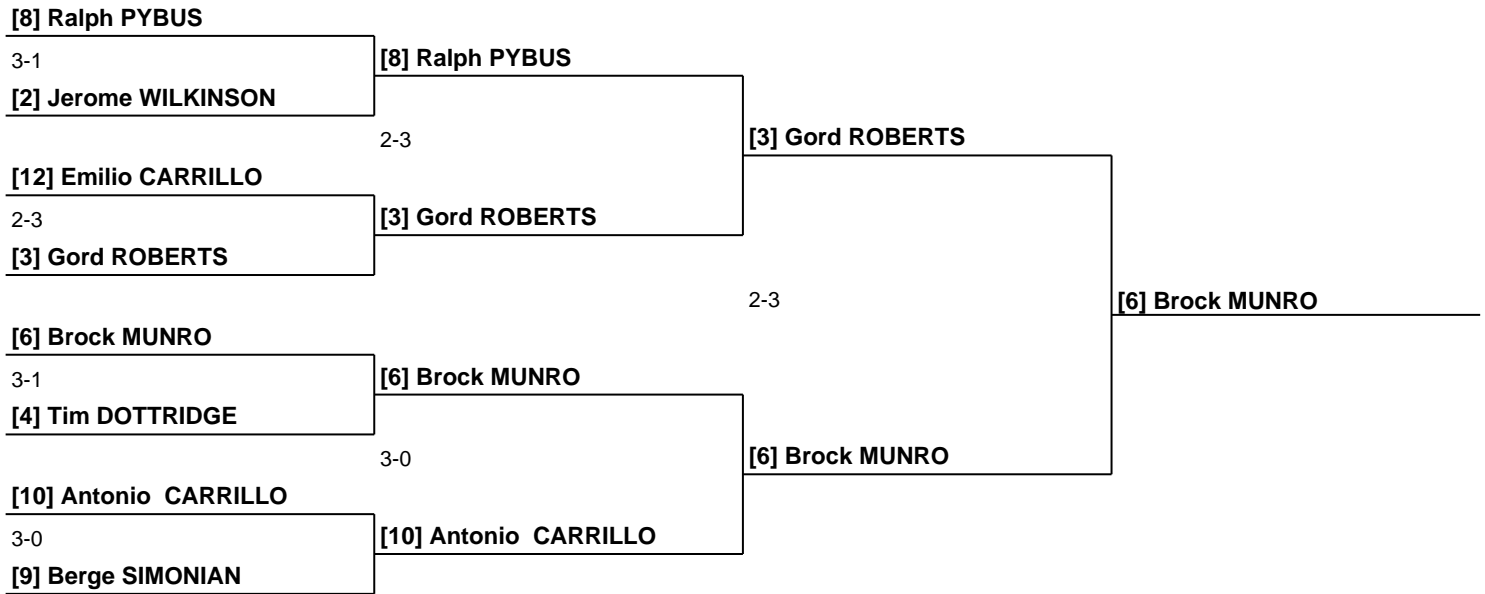 [8] Ralph PYBUS
3-1
[8] Ralph PYBUS
[2] Jerome WILKINSON
2-3
[3] Gord ROBERTS
[12] Emilio CARRILLO
2-3
[3] Gord ROBERTS
[3] Gord ROBERTS
2-3
[6] Brock MUNRO
[6] Brock MUNRO
3-1
[6] Brock MUNRO
[4] Tim DOTTRIDGE
3-0
[6] Brock MUNRO
[10] Antonio  CARRILLO
3-0
[10] Antonio  CARRILLO
[9] Berge SIMONIAN